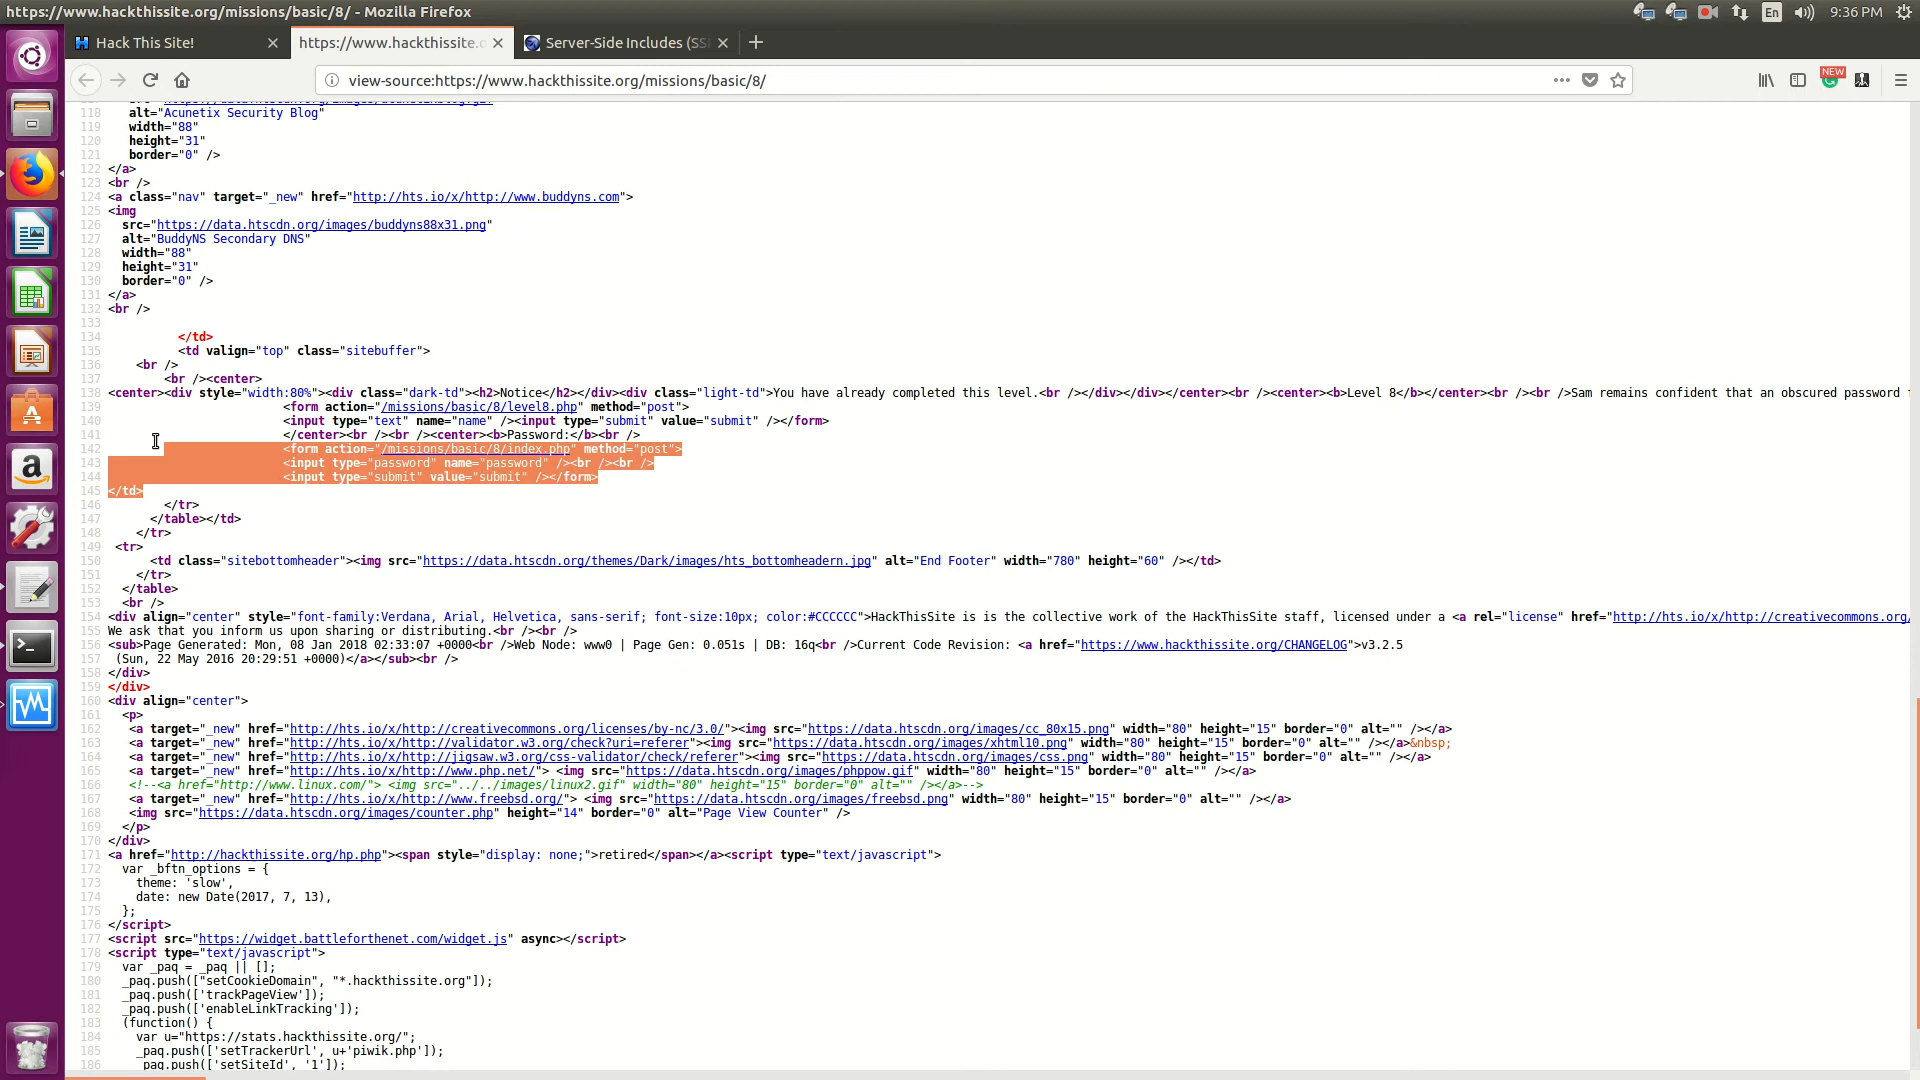 https://www.hackthissite.org/missions/basic/8/ - Mozilla Firefox
En
9:36 PM
Hack This Site!
https://www.hackthissite.o
Server-Side Includes (SS
view-source:https://www.hackthissite.org/missions/basic/8/
NEW
118 alt="Acunetix Security Blog"
119 width="88"
120 height="31"
121 border="0" />
122 </a>
123 <br />
124 <a class="nav" target="_new" href="http://hts.io/x/http://www.buddyns.com">
125 <img
126 src="https://data.htscdn.org/images/buddyns88x31.png"
127 alt="BuddyNS Secondary DNS"
128 width="88"
129 height="31"
130 border="0" />
131 </a>
132 <br />
133
134 </td>
135 <td valign="top" class="sitebuffer">
136 <br />
137 <br /><center>
138 <center><div style="width:80%"><div class="dark-td"><h2>Notice</h2></div><div class="light-td">You have already completed this level.<br /></div></div></center><br /><center><b>Level 8</b></center><br /><br />Sam remains confident that an obscured password
139 <form action="/missions/basic/8/level8.php" method="post">
140 <input type="text" name="name" /><input type="submit" value="submit" /></form>
141 </center><br /><br /><center><b>Password:</b><br />
142 <form action="/missions/basic/8/index.php" method="post">
143 <input type="password" name="password" /><br /><br />
144 <input type="submit" value="submit" /></form>
145 </td>
146 </tr>
147 </table></td>
148 </tr>
149 <tr>
150 <td class="sitebottomheader"><img src="https://data.htscdn.org/themes/Dark/images/hts_bottomheadern.jpg" alt="End Footer" width="780" height="60" /></td>
151 </tr>
152 </table>
153 <br />
154 <div align="center" style="font-family:Verdana, Arial, Helvetica, sans-serif; font-size:10px; color:#CCCCCC">HackThisSite is is the collective work of the HackThisSite staff, licensed under a <a rel="license" href="http://hts.io/x/http://creativecommons.org/
155 We ask that you inform us upon sharing or distributing.<br /><br />
156 <sub>Page Generated: Mon, 08 Jan 2018 02:33:07 +0000<br />Web Node: www0 | Page Gen: 0.051s | DB: 16q<br />Current Code Revision: <a href="https://www.hackthissite.org/CHANGELOG">v3.2.5
157 (Sun, 22 May 2016 20:29:51 +0000)</a></sub><br />
158 </div>
159 </div>
160 <div align="center">
161 <p>
162 <a target="_new" href="http://hts.io/x/http://creativecommons.org/licenses/by-nc/3.0/"><img src="https://data.htscdn.org/images/cc_80x15.png" width="80" height="15" border="0" alt="" /></a>
163 <a target="_new" href="http://hts.io/x/http://validator.w3.org/check?uri=referer"><img src="https://data.htscdn.org/images/xhtml10.png" width="80" height="15" border="0" alt="" /></a>&nbsp;
164 <a target="_new" href="http://hts.io/x/http://jigsaw.w3.org/css-validator/check/referer"><img src="https://data.htscdn.org/images/css.png" width="80" height="15" border="0" alt="" /></a>
165 <a target="_new" href="http://hts.io/x/http://www.php.net/"> <img src="https://data.htscdn.org/images/phppow.gif" width="80" height="15" border="0" alt="" /></a>
166 <!--<a href="http://www.linux.com/"> <img src="../../images/linux2.gif" width="80" height="15" border="0" alt="" /></a>-->
167 <a target="_new" href="http://hts.io/x/http://www.freebsd.org/"> <img src="https://data.htscdn.org/images/freebsd.png" width="80" height="15" border="0" alt="" /></a>
168 <img src="https://data.htscdn.org/images/counter.php" height="14" border="0" alt="Page View Counter" />
169 </p>
170 </div>
171 <a href="http://hackthissite.org/hp.php"><span style="display: none;">retired</span></a><script type="text/javascript">
172 var _bftn_options = {
173 theme: 'slow',
174 date: new Date(2017, 7, 13),
175 };
176 </script>
177 <script src="https://widget.battleforthenet.com/widget.js" async></script>
178 <script type="text/javascript">
179 var _paq = _paq || [];
180 _paq.push(["setCookieDomain", "*.hackthissite.org"]);
181 _paq.push(['trackPageView']);
182 _paq.push(['enableLinkTracking']);
183 (function() {
184 var u="https://stats.hackthissite.org/";
185 _paq.push(['setTrackerUrl', u+'piwik.php']);
186 _paq.push(['setSiteId', '1']);